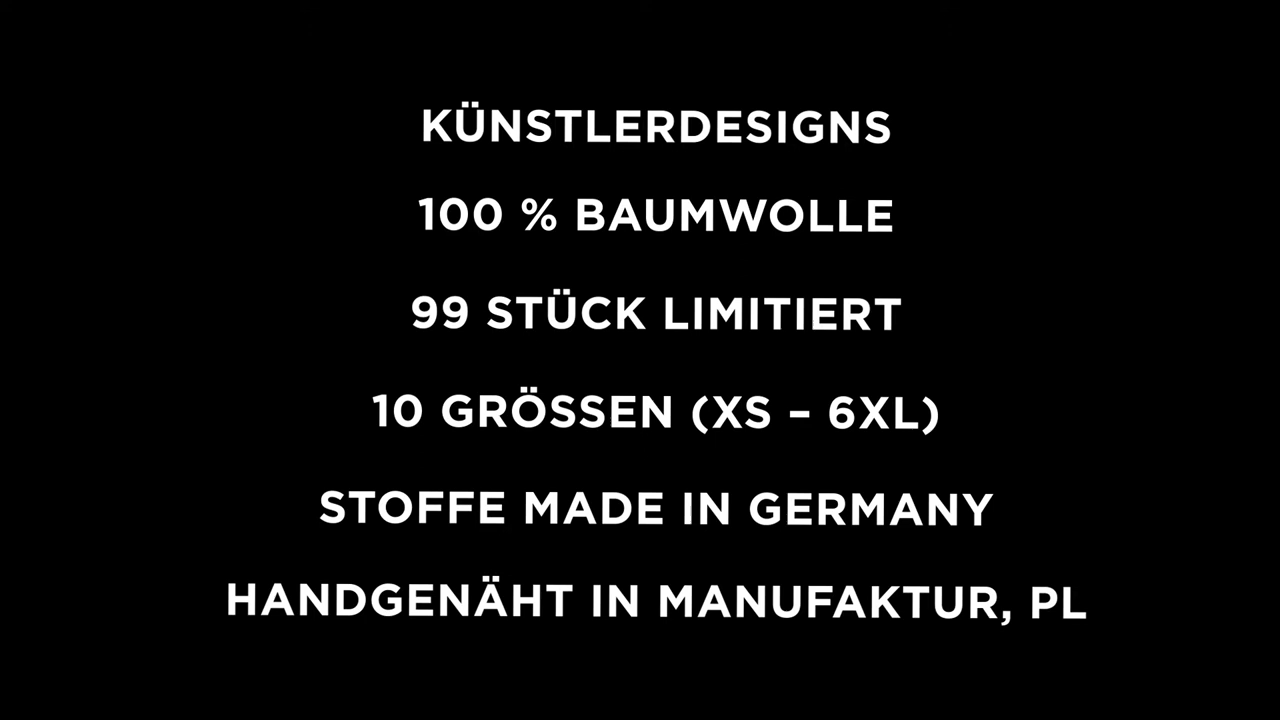 KÜNSTLERDESIGNS
100 % BAUMWOLLE
99 STÜCK LIMITIERT
10 GRÖSSEN (XS – 6XL)
STOFFE MADE IN GERMANY
HANDGENÄHT IN MANUFAKTUR, PL